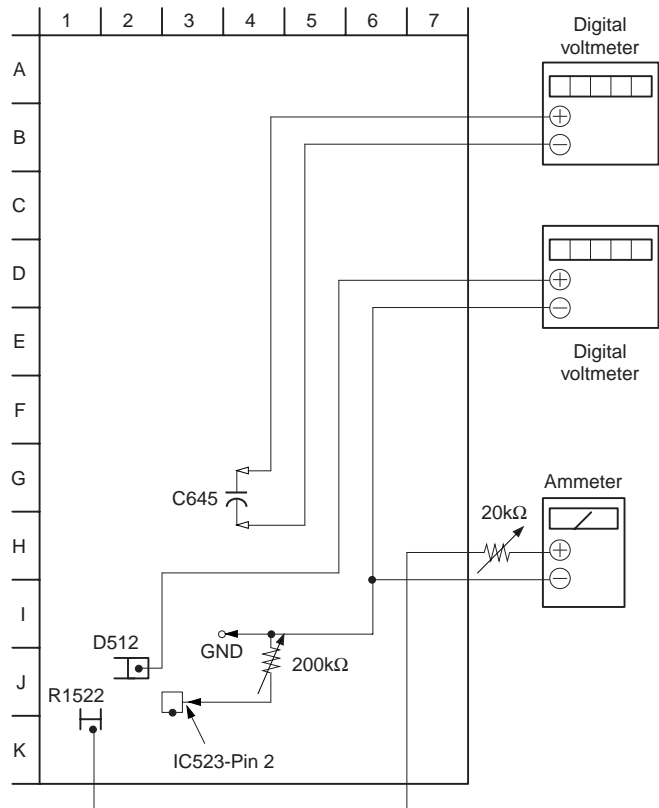 1 2 3 4 5 6 7
Digital
voltmeter
A
B
C
D
E
Digital
voltmeter
F
G
Ammeter
C645
20kΩ
H
I
GND
D512
200kΩ
J
R1522
K
IC523-Pin 2